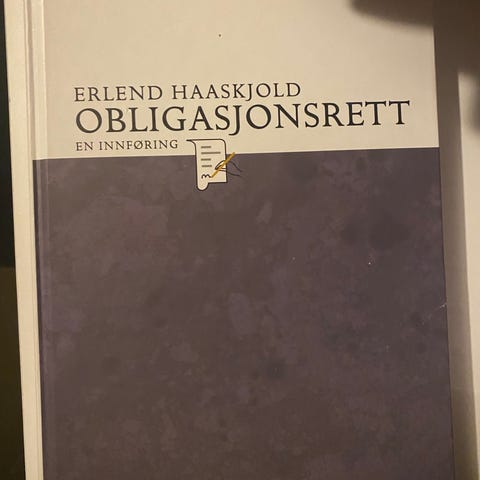 ERLEND HAASKJOLD
OBLIGASJONSRETT
EN INNFØRING